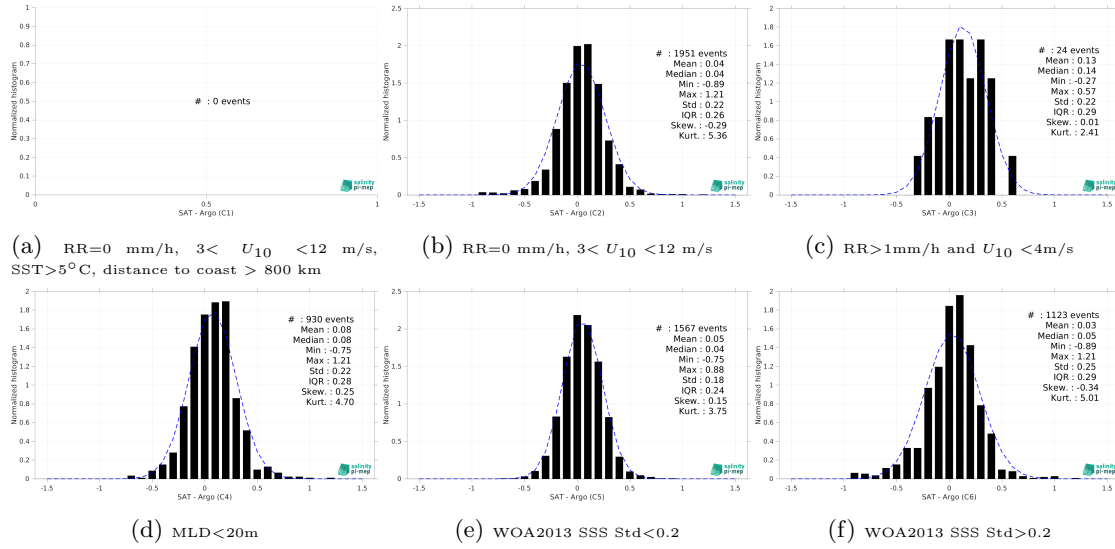 1
0.9
0.8
0.7
0.6
0.5
0.4
0.3
0.2
0.1
0
Normalized histogram
# : 0 events
salinity
pi-mep
0 0.5 1
SAT - Argo (C1)
(a) RR=0 mm/h, 3< U10 <12 m/s,
SST>5°C, distance to coast > 800 km
2.5
2
1.5
1
0.5
0
Normalized histogram
# : 1951 events
Mean : 0.04
Median : 0.04
Min : -0.89
Max : 1.21
Std : 0.22
IQR : 0.26
Skew. : -0.29
Kurt. : 5.36
salinity
pi-mep
-1.5 -1 -0.5 0 0.5 1 1.5
SAT - Argo (C2)
(b) RR=0 mm/h, 3< U10 <12 m/s
2
1.8
1.6
1.4
1.2
1
0.8
0.6
0.4
0.2
0
Normalized histogram
# : 24 events
Mean : 0.13
Median : 0.14
Min : -0.27
Max : 0.57
Std : 0.22
IQR : 0.29
Skew. : 0.01
Kurt. : 2.41
salinity
pi-mep
-1.5 -1 -0.5 0 0.5 1 1.5
SAT - Argo (C3)
(c) RR>1mm/h and U10 <4m/s
2
1.8
1.6
1.4
1.2
1
0.8
0.6
0.4
0.2
0
Normalized histogram
# : 930 events
Mean : 0.08
Median : 0.08
Min : -0.75
Max : 1.21
Std : 0.22
IQR : 0.28
Skew. : 0.25
Kurt. : 4.70
salinity
pi-mep
-1.5 -1 -0.5 0 0.5 1 1.5
SAT - Argo (C4)
(d) MLD<20m
2.5
2
1.5
1
0.5
0
Normalized histogram
# : 1567 events
Mean : 0.05
Median : 0.04
Min : -0.75
Max : 0.88
Std : 0.18
IQR : 0.24
Skew. : 0.15
Kurt. : 3.75
salinity
pi-mep
-1.5 -1 -0.5 0 0.5 1 1.5
SAT - Argo (C5)
(e) WOA2013 SSS Std<0.2
2
1.8
1.6
1.4
1.2
1
0.8
0.6
0.4
0.2
0
Normalized histogram
# : 1123 events
Mean : 0.03
Median : 0.05
Min : -0.89
Max : 1.21
Std : 0.25
IQR : 0.29
Skew. : -0.34
Kurt. : 5.01
salinity
pi-mep
-1.5 -1 -0.5 0 0.5 1 1.5
SAT - Argo (C6)
(f) WOA2013 SSS Std>0.2